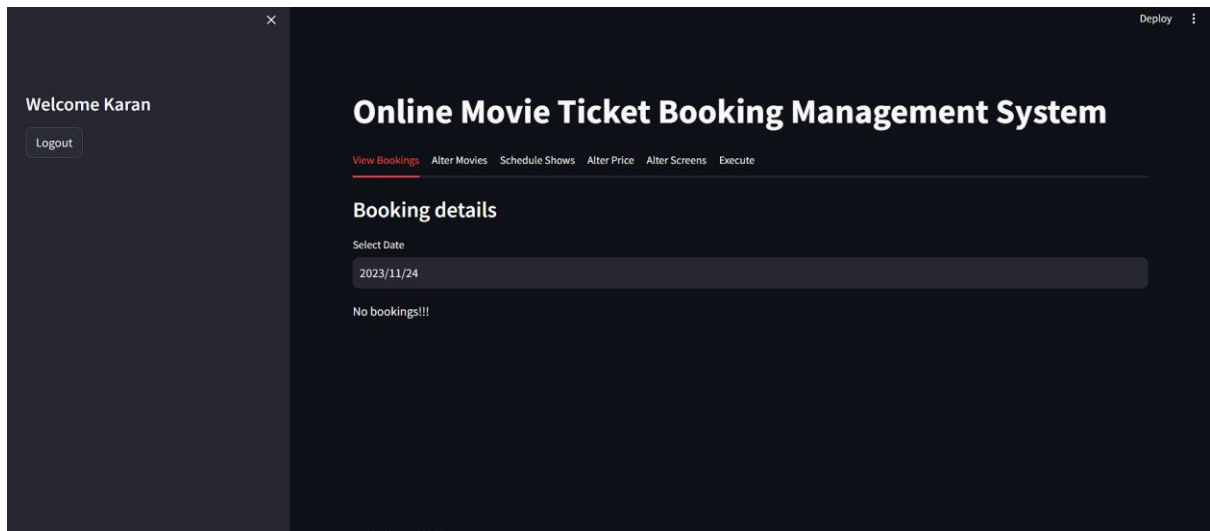 Deploy
Welcome Karan
Logout
Online Movie Ticket Booking Management System
View Bookings Alter Movies Schedule Shows Alter Price Alter Screens Execute
Booking details
Select Date
2023/11/24
No bookings!!!